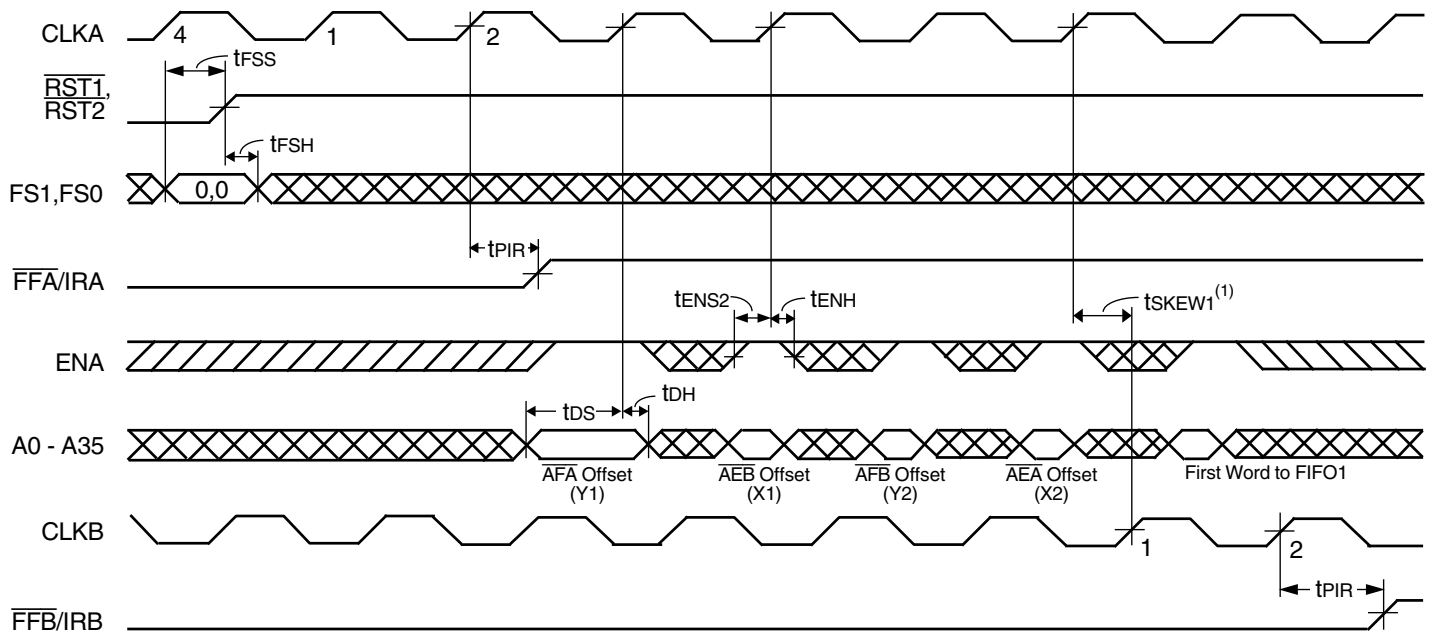 CLKA
4
1
2
tFSS
RST1,
RST2
tFSH
FS1,FS0
0,0
tPIR
FFA/IRA
tENS2
tENH
tSKEW1(1)
ENA
tDS
tDH
A0 - A35
AFA Offset
(Y1)
AEB Offset
(X1)
AFB Offset
(Y2)
AEA Offset
(X2)
First Word to FIFO1
CLKB
1
2
tPIR
FFB/IRB